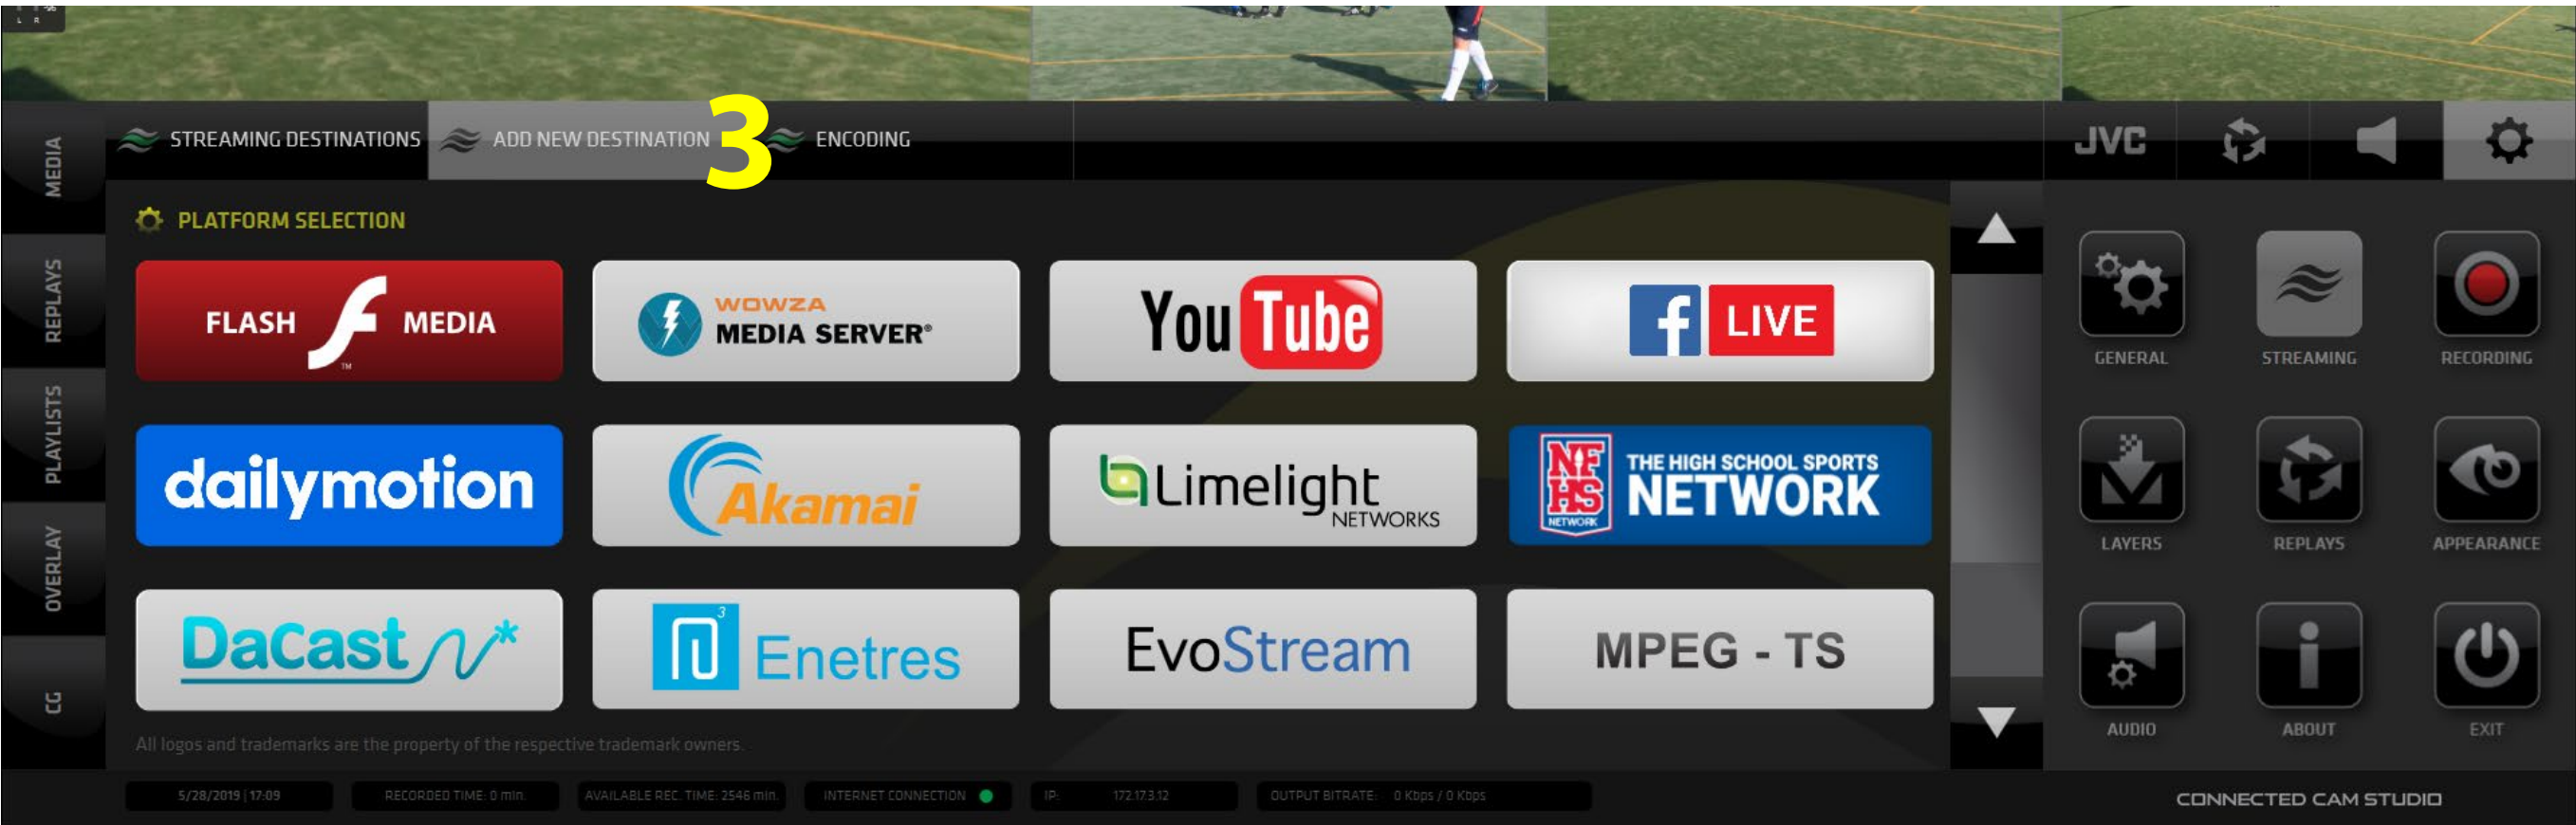 L R
STREAMING DESTINATIONS
ADD NEW DESTINATION
3
ENCODING
JVC
MEDIA
REPLAYS
PLAYLISTS
OVERLAY
CG
PLATFORM SELECTION
FLASH MEDIA
TM
WOWZA
MEDIA SERVER®
YouTube
f LIVE
dailymotion
Akamai
Limelight
NETWORKS
NFHS
NETWORK
THE HIGH SCHOOL SPORTS
NETWORK
DaCast
n3 Enetres
EvoStream
MPEG - TS
All logos and trademarks are the property of the respective trademark owners.
GENERAL
STREAMING
RECORDING
LAYERS
REPLAYS
APPEARANCE
AUDIO
ABOUT
EXIT
5/28/2019 | 17:09
RECORDED TIME: 0 min.
AVAILABLE REC. TIME: 2546 min.
INTERNET CONNECTION
IP: 172.17.3.12
OUTPUT BITRATE: 0 Kbps / 0 Kbps
CONNECTED CAM STUDIO